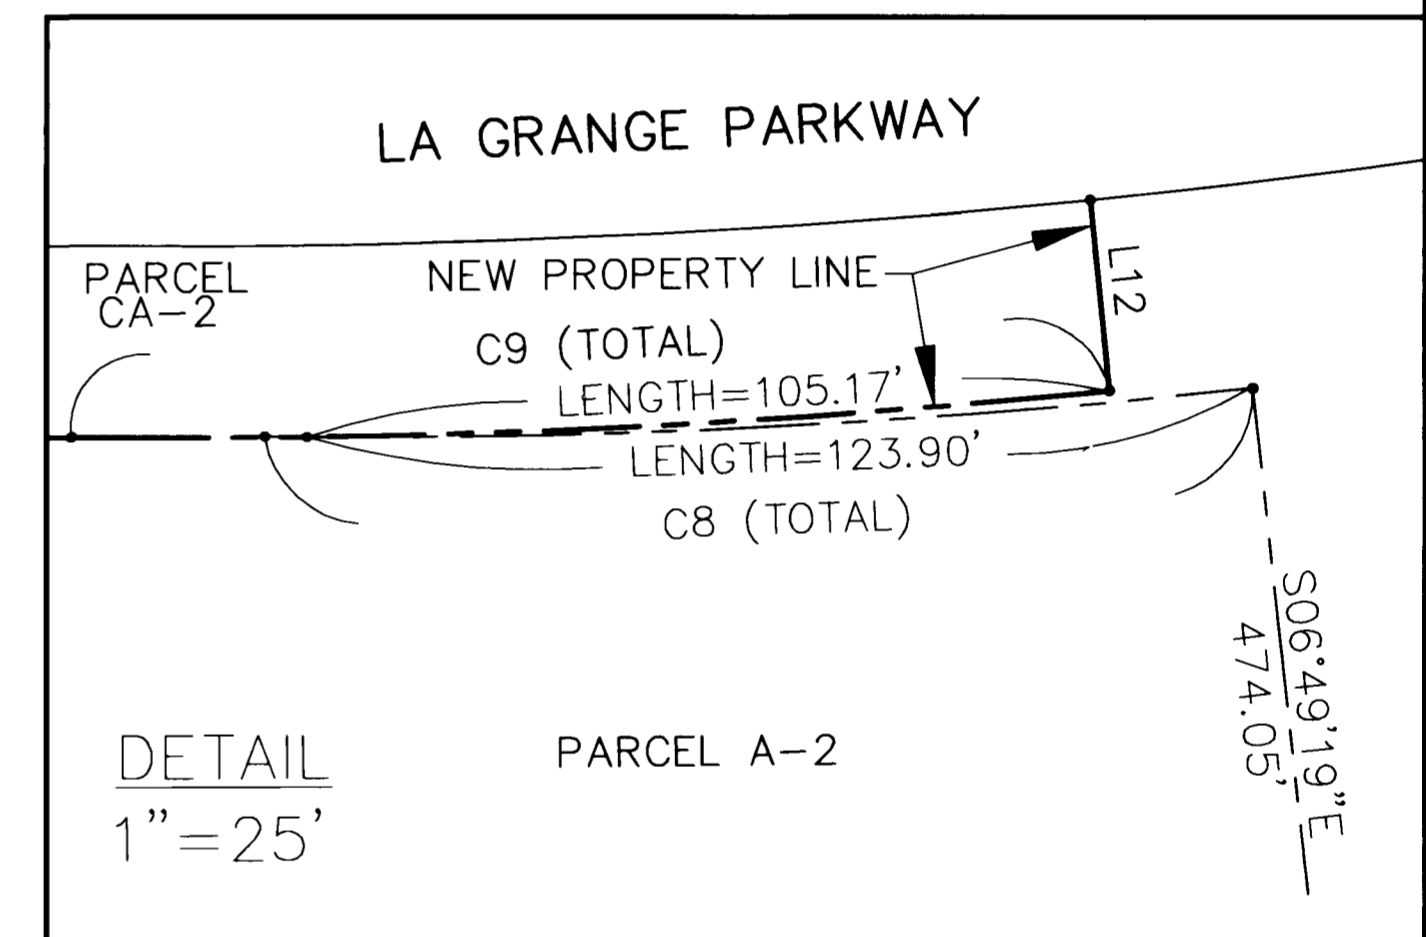 LA GRANGE PARKWAY
PARCEL
CA-2
NEW PROPERTY LINE
L12
C9 (TOTAL)
LENGTH=105.17'
LENGTH=123.90'
C8 (TOTAL)
S06°49'19"E
474.05'
DETAIL
1"=25'
PARCEL A-2